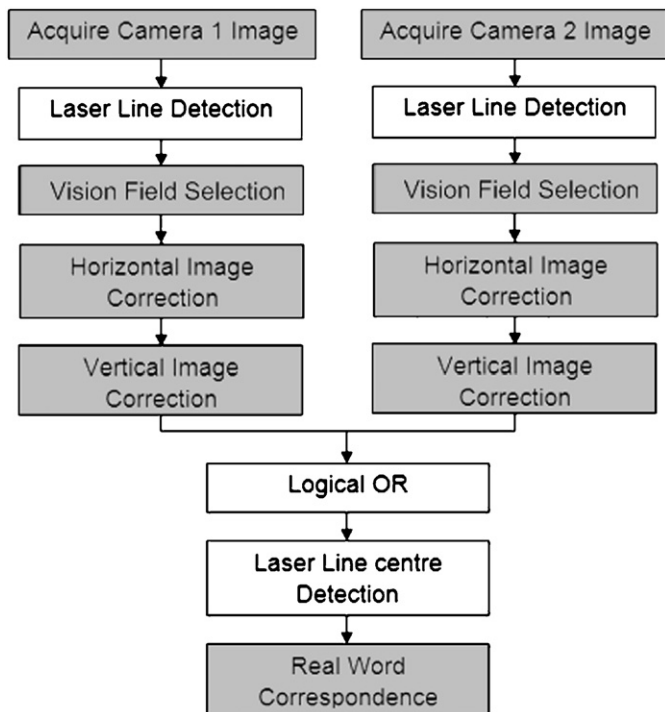 Acquire Camera 1 Image
Acquire Camera 2 Image
Laser Line Detection
Laser Line Detection
Vision Field Selection
Vision Field Selection
Horizontal Image
Correction
Horizontal Image
Correction
Vertical Image
Correction
Vertical Image
Correction
Logical OR
Laser Line centre
Detection
Real Word
Correspondence